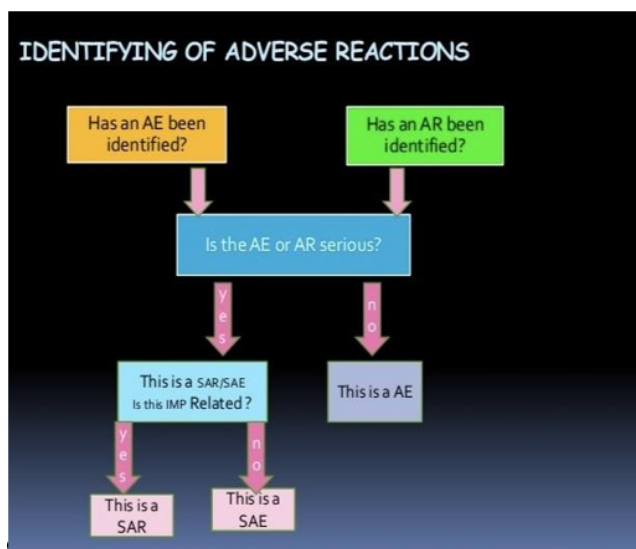 IDENTIFYING OF ADVERSE REACTIONS
Has an AE been
identified?
Has an AR been
identified?
Is the AE or AR serious?
yes
no
This is a SAR/SAE
Is this IMP Related ?
This is a AE
yes
no
This is a
SAR
This is a
SAE